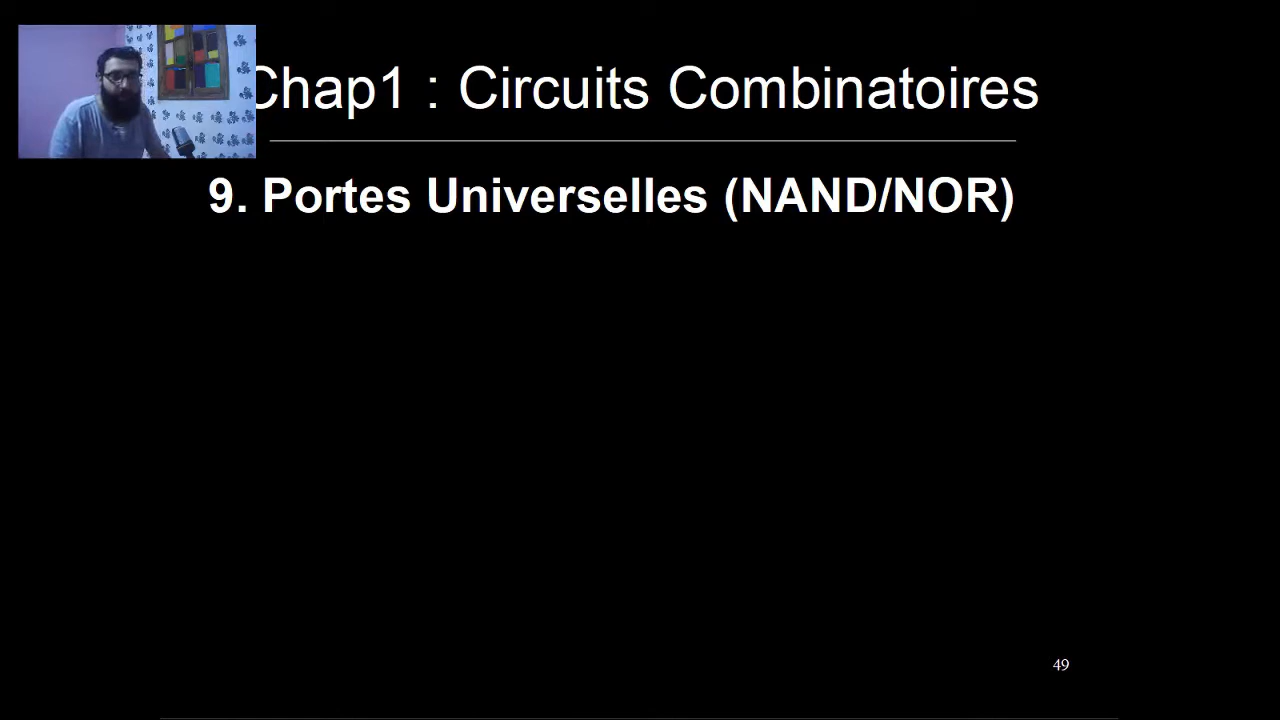 Chap1 : Circuits Combinatoires
9. Portes Universelles (NAND/NOR)
49